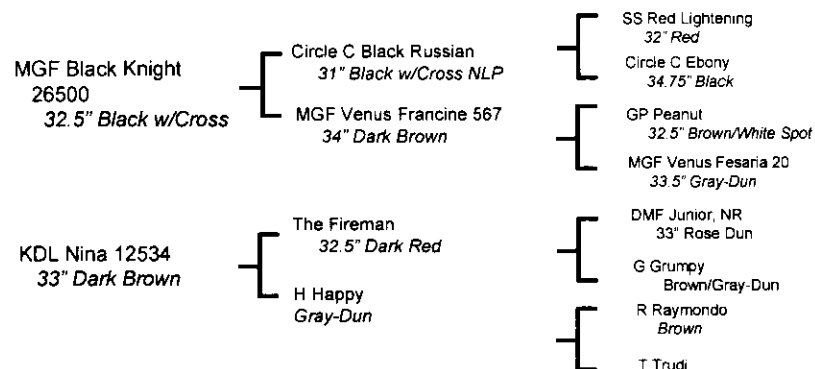 MGF Black Knight
26500
32.5" Black w/Cross
Circle C Black Russian
31" Black w/Cross NLP
MGF Venus Francine 567
34" Dark Brown
SS Red Lightening
32" Red
Circle C Ebony
34.75" Black
GP Peanut
32.5" Brown/White Spot
MGF Venus Fesaria 20
33.5" Gray-Dun
KDL Nina 12534
33" Dark Brown
The Fireman
32.5" Dark Red
H Happy
Gray-Dun
DMF Junior, NR
33" Rose Dun
G Grumpy
Brown/Gray-Dun
R Raymondo
Brown
T Trudi